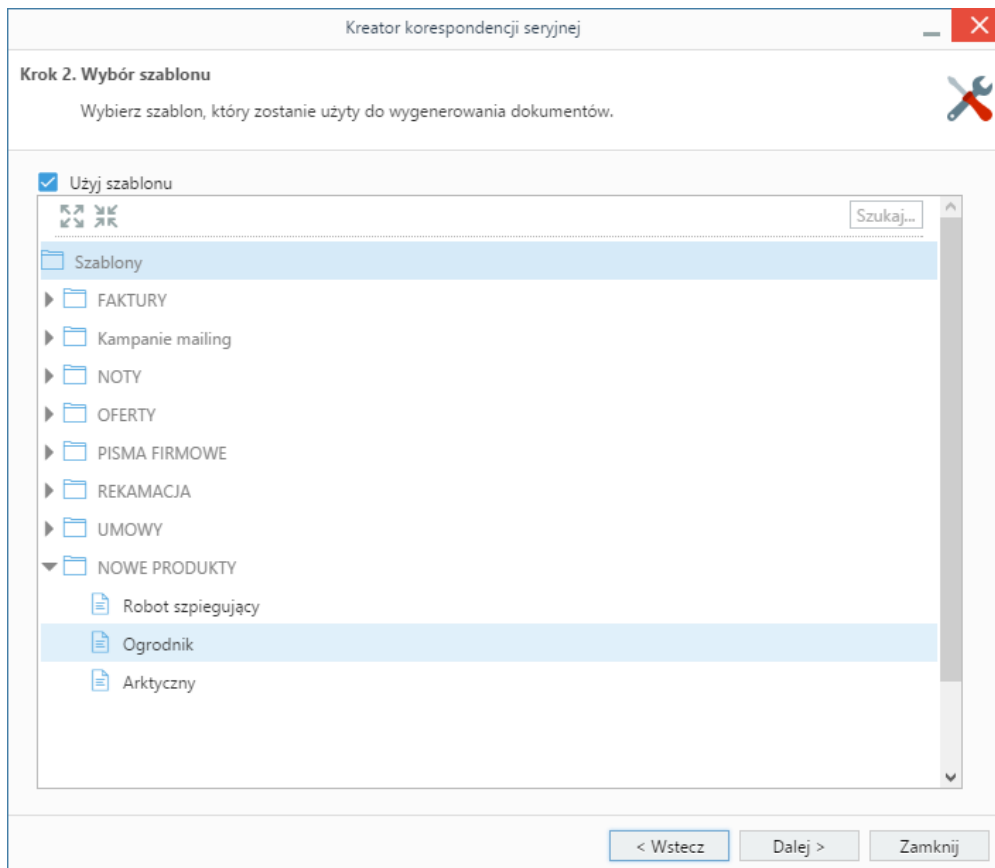 Kreator korespondencji seryjnej
Krok 2. Wybór szablonu
Wybierz szablon, który zostanie użyty do wygenerowania dokumentów.
Użyj szablonu
Szukaj...
Szablony
FAKTURY
Kampanie mailing
NOTY
OFERTY
PISMA FIRMOWE
REKAMACJA
UMOWY
NOWE PRODUKTY
Robot szpiegujący
Ogrodnik
Arktyczny
< Wstecz Dalej > Zamknij